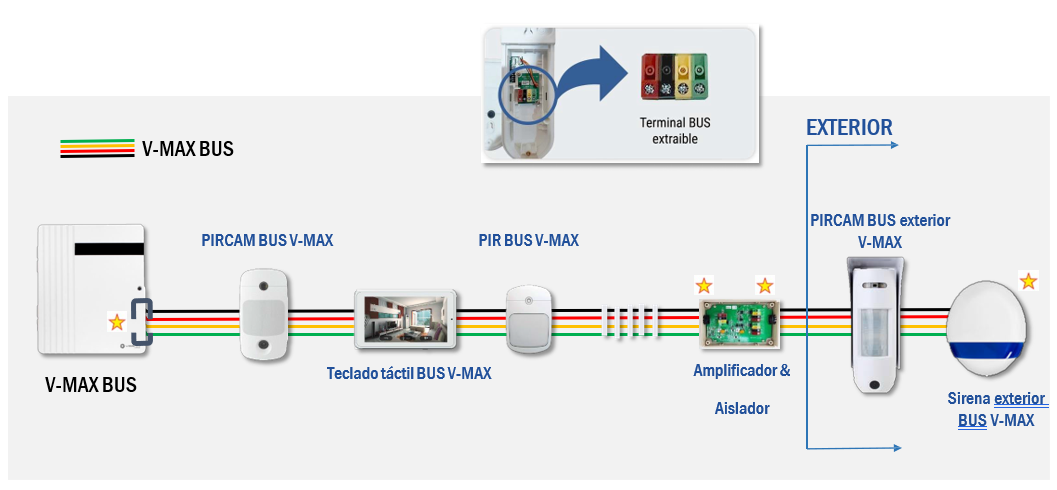 Terminal BUS
extraible
EXTERIOR
V-MAX BUS
PIRCAM BUS exterior
V-MAX
PIRCAM BUS V-MAX
PIR BUS V-MAX
Teclado táctil BUS V-MAX
Amplificador &
Aislador
V-MAX BUS
Sirena exterior
BUS V-MAX